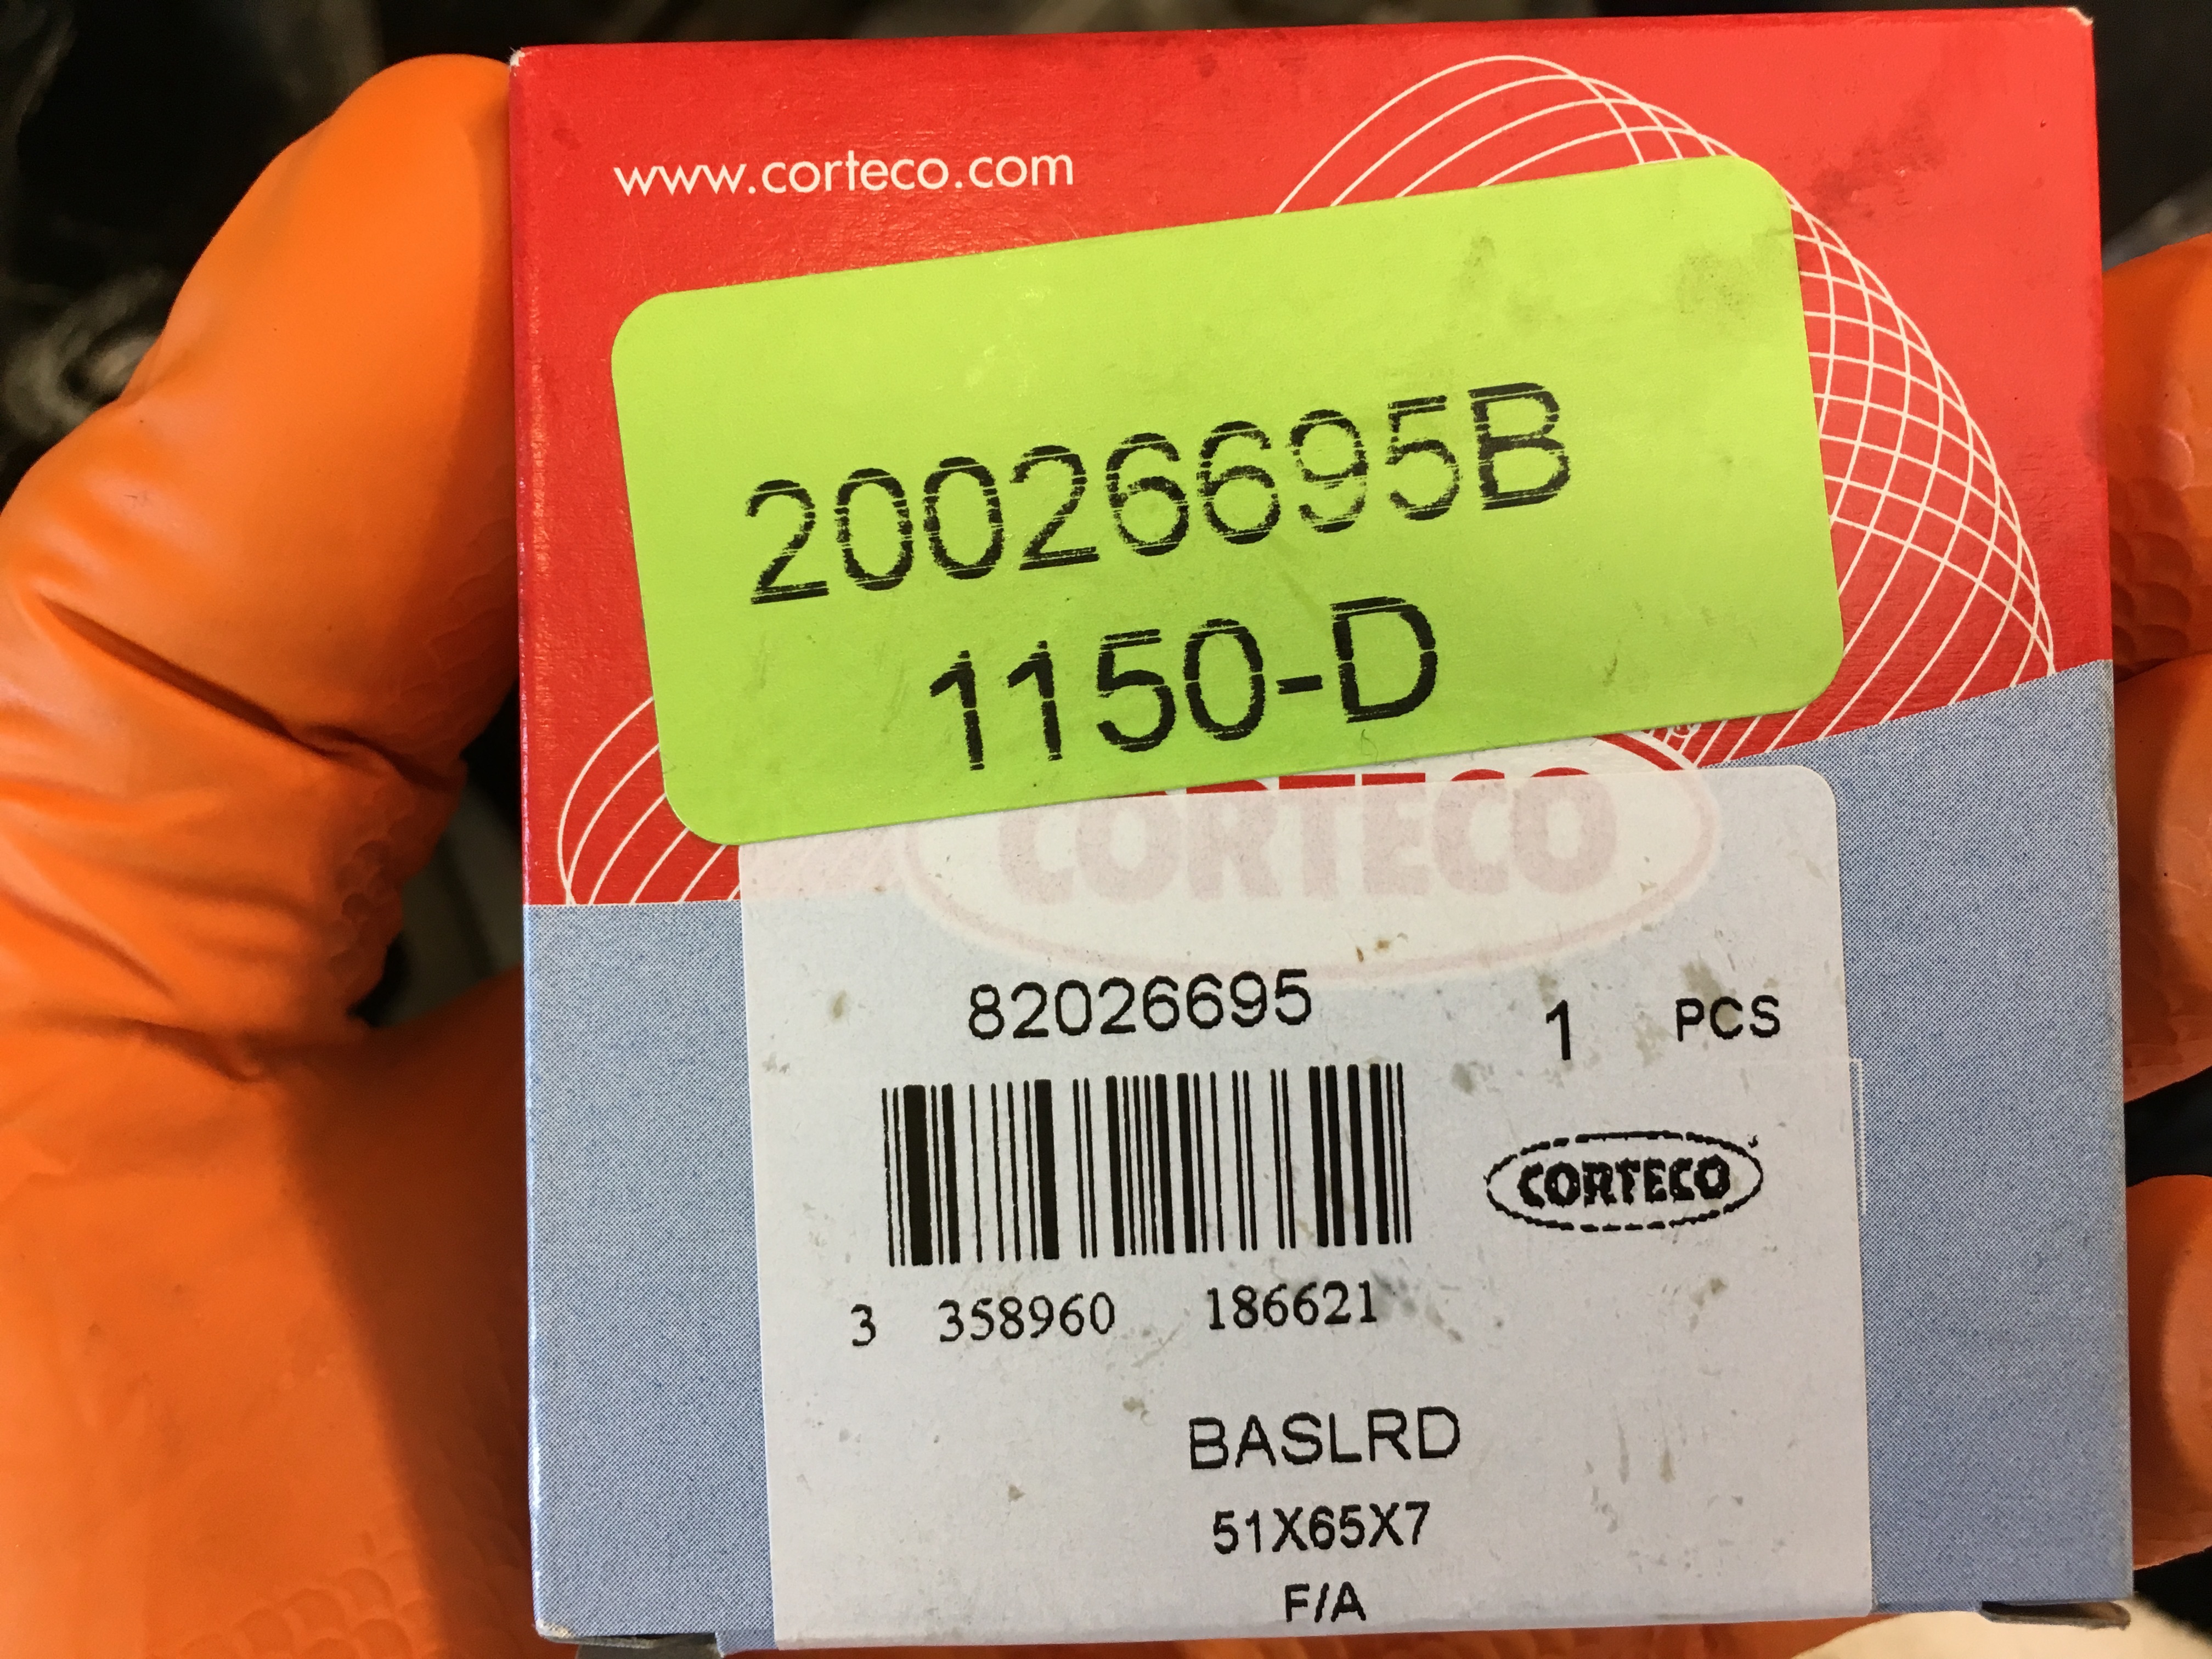 www.corteco.com
20026695B
1150-D
CORTECO
82026695 1 PCS
CORTECO
3 358960 186621
BASLRD
51X65X7
F/A